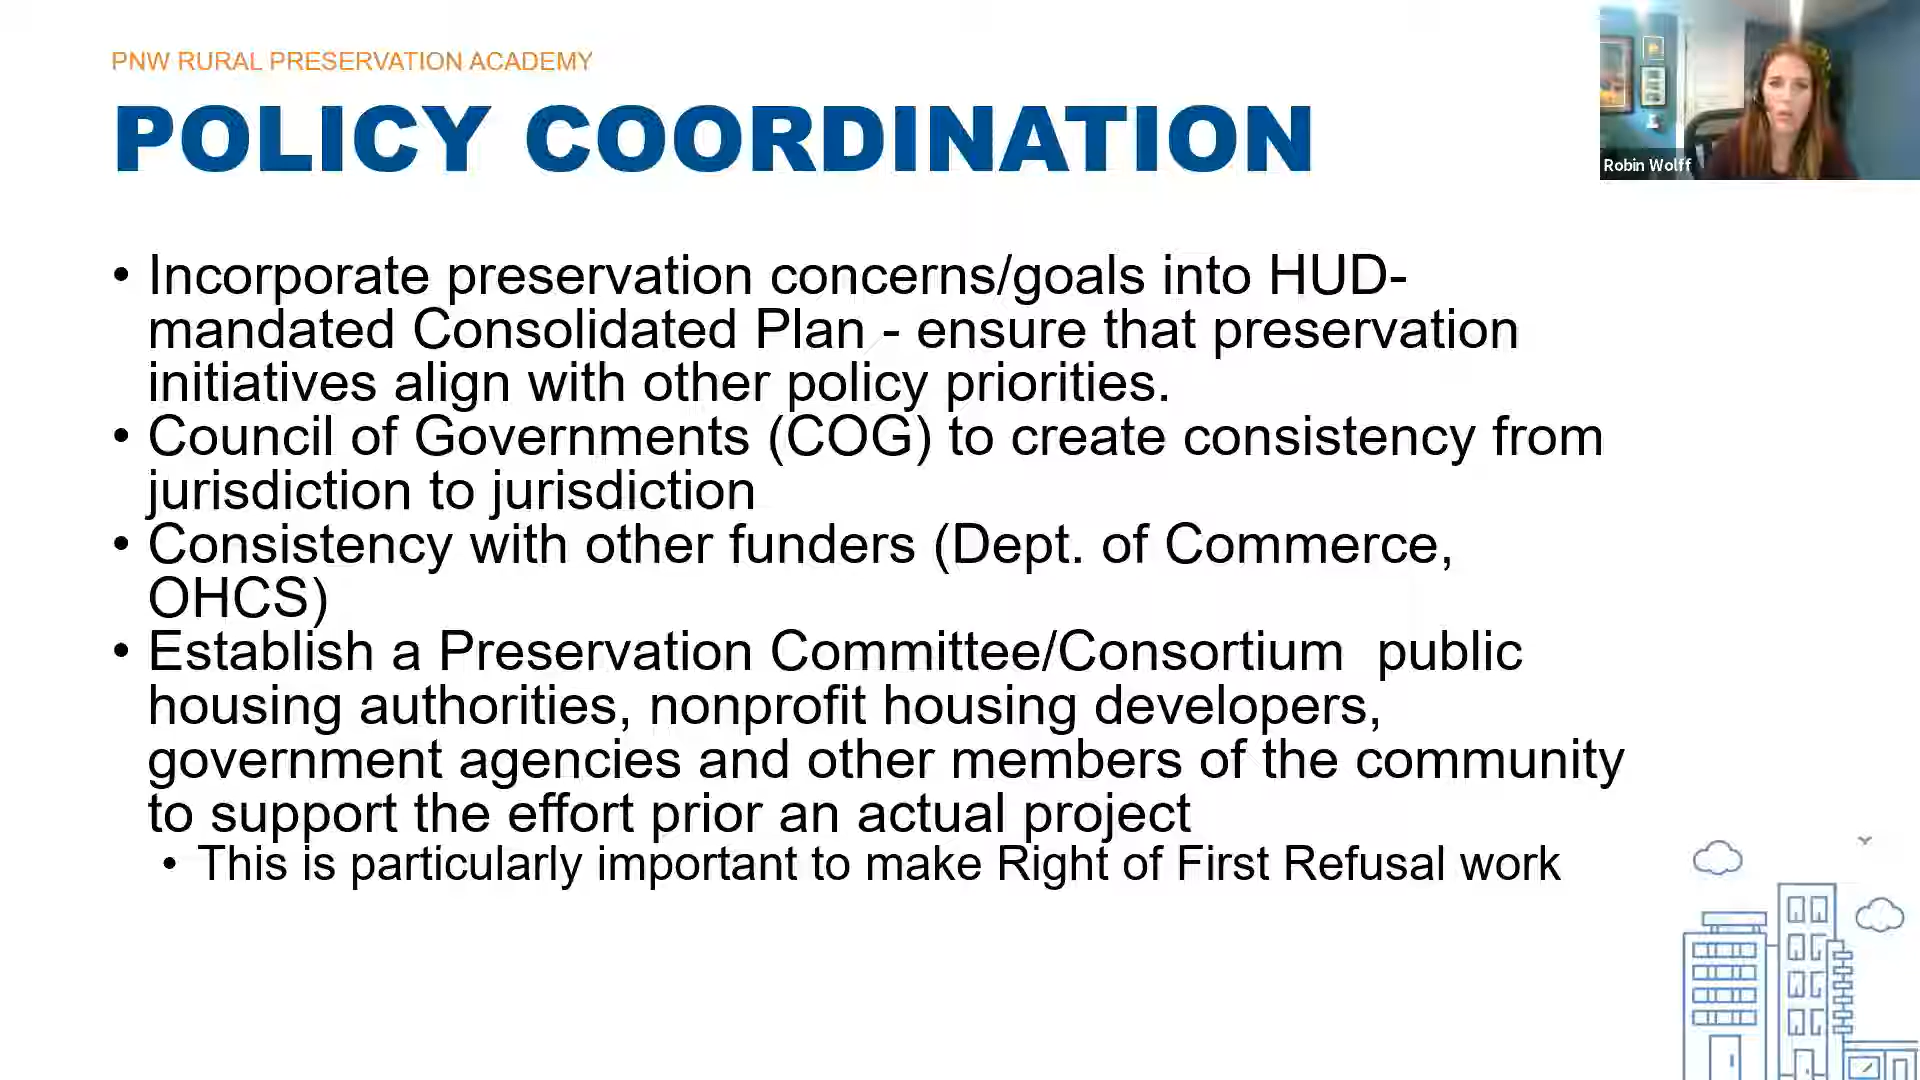 PNW RURAL PRESERVATION ACADEMY
POLICY COORDINATION
Robin Wolff
• Incorporate preservation concerns/goals into HUD-
mandated Consolidated Plan - ensure that preservation
initiatives align with other policy priorities.
• Council of Governments (COG) to create consistency from
jurisdiction to jurisdiction
• Consistency with other funders (Dept. of Commerce,
OHCS)
• Establish a Preservation Committee/Consortium  public
housing authorities, nonprofit housing developers,
government agencies and other members of the community
to support the effort prior an actual project
• This is particularly important to make Right of First Refusal work